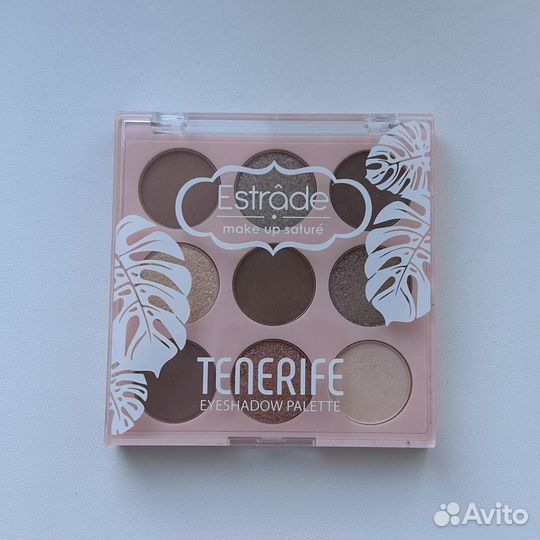 Estrâde
make up saturé
TENERIFE
EYESHADOW PALETTE
Avito